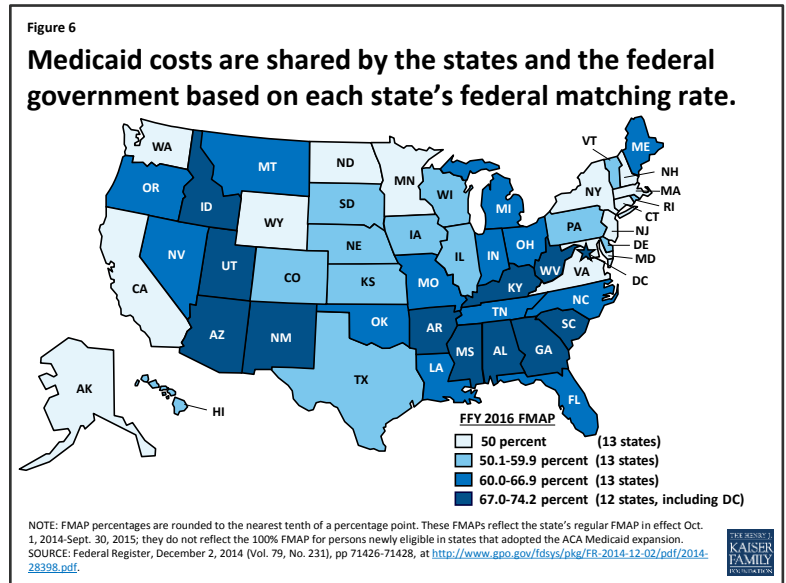 Figure 6
Medicaid costs are shared by the states and the federal
government based on each state's federal matching rate.
WA
OR
CA
NV
ID
MT
WY
UT
AZ
CO
NM
ND
SD
NE
KS
OK
TX
MN
IA
MO
AR
LA
WI
IL
MI
IN
OH
KY
TN
MS
AL
GA
FL
SC
NC
VA
WV
PA
NY
VT
ME
NH
MA
RI
CT
NJ
DE
MD
DC
AK
HI
FFY 2016 FMAP
50 percent (13 states)
50.1-59.9 percent (13 states)
60.0-66.9 percent (13 states)
67.0-74.2 percent (12 states, including DC)
NOTE: FMAP percentages are rounded to the nearest tenth of a percentage point. These FMAPs reflect the state's regular FMAP in effect Oct.
1, 2014-Sept. 30, 2015; they do not reflect the 100% FMAP for persons newly eligible in states that adopted the ACA Medicaid expansion.
SOURCE: Federal Register, December 2, 2014 (Vol. 79, No. 231), pp 71426-71428, at http://www.gpo.gov/fdsys/pkg/FR-2014-12-02/pdf/2014-
28398.pdf.
THE HENRY J.
KAISER
FAMILY
FOUNDATION